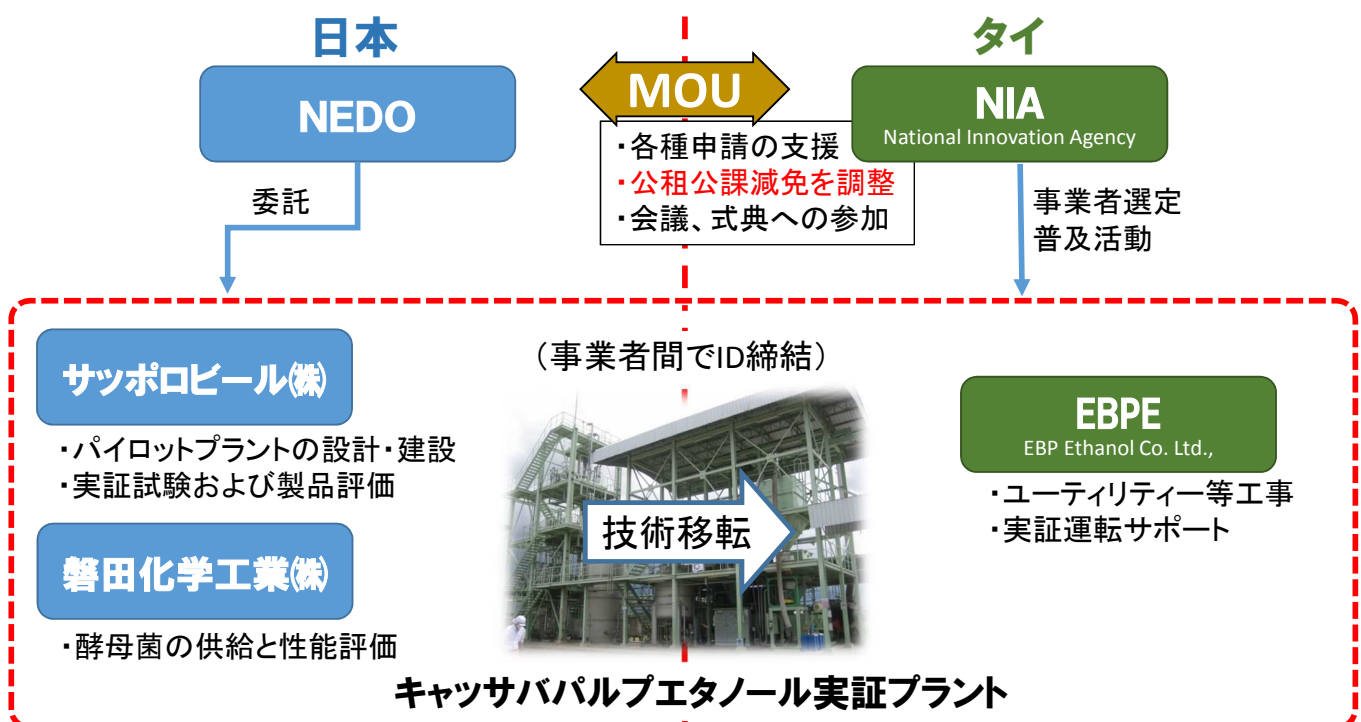 日本
タイ
NEDO
MOU
NIA
National Innovation Agency
・各種申請の支援
・公租公課減免を調整
・会議、式典への参加
委託
事業者選定
普及活動
(事業者間でID締結)
サッポロビール㈱
・パイロットプラントの設計・建設
・実証試験および製品評価
磐田化学工業㈱
・酵母菌の供給と性能評価
技術移転
EBPE
EBP Ethanol Co. Ltd.,
・ユーティリティー等工事
・実証運転サポート
キャッサバパルプエタノール実証プラント